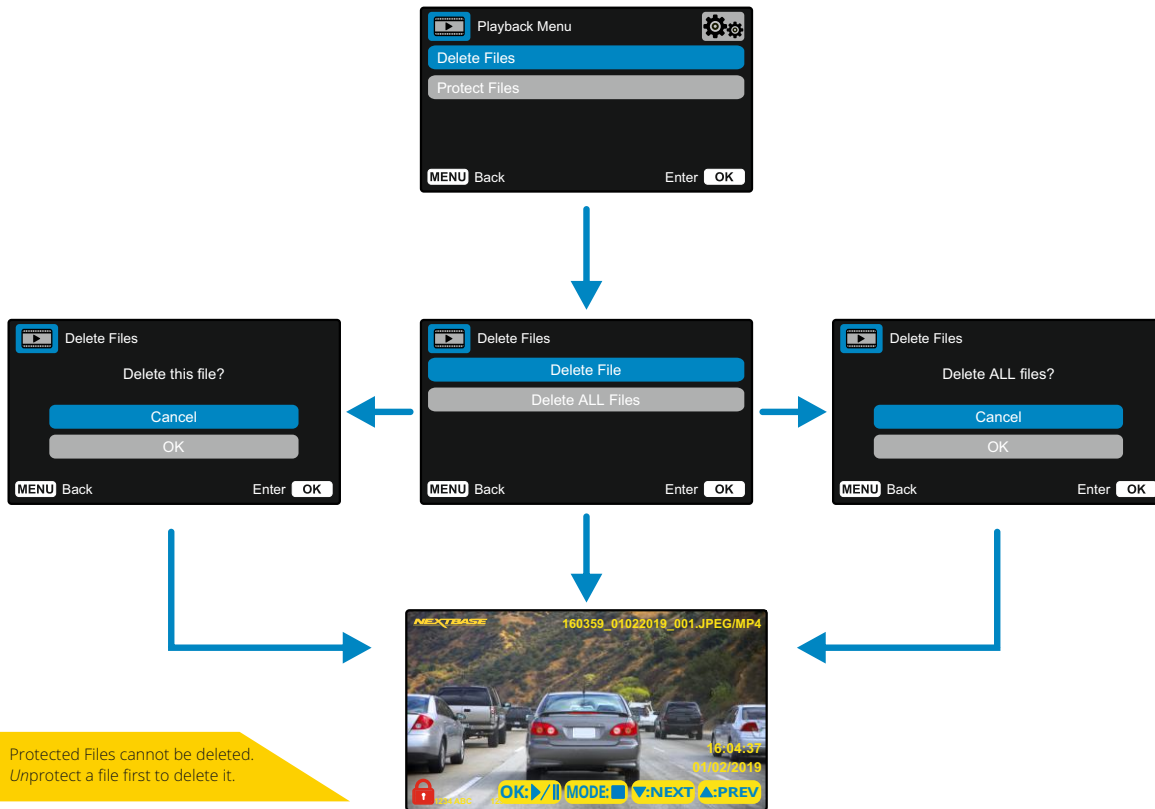 Playback Menu
Delete Files
Protect Files
MENU Back Enter OK
Delete Files
Delete this file?
Cancel
OK
MENU Back Enter OK
Delete Files
Delete File
Delete ALL Files
MENU Back Enter OK
Delete Files
Delete ALL files?
Cancel
OK
MENU Back Enter OK
NEXTBASE 160359_01022019_001.JPEG/MP4
16:04:37
01/02/2019
OK: ▶/|| MODE: ■ ▼:NEXT ▲:PREV
Protected Files cannot be deleted.
Unprotect a file first to delete it.